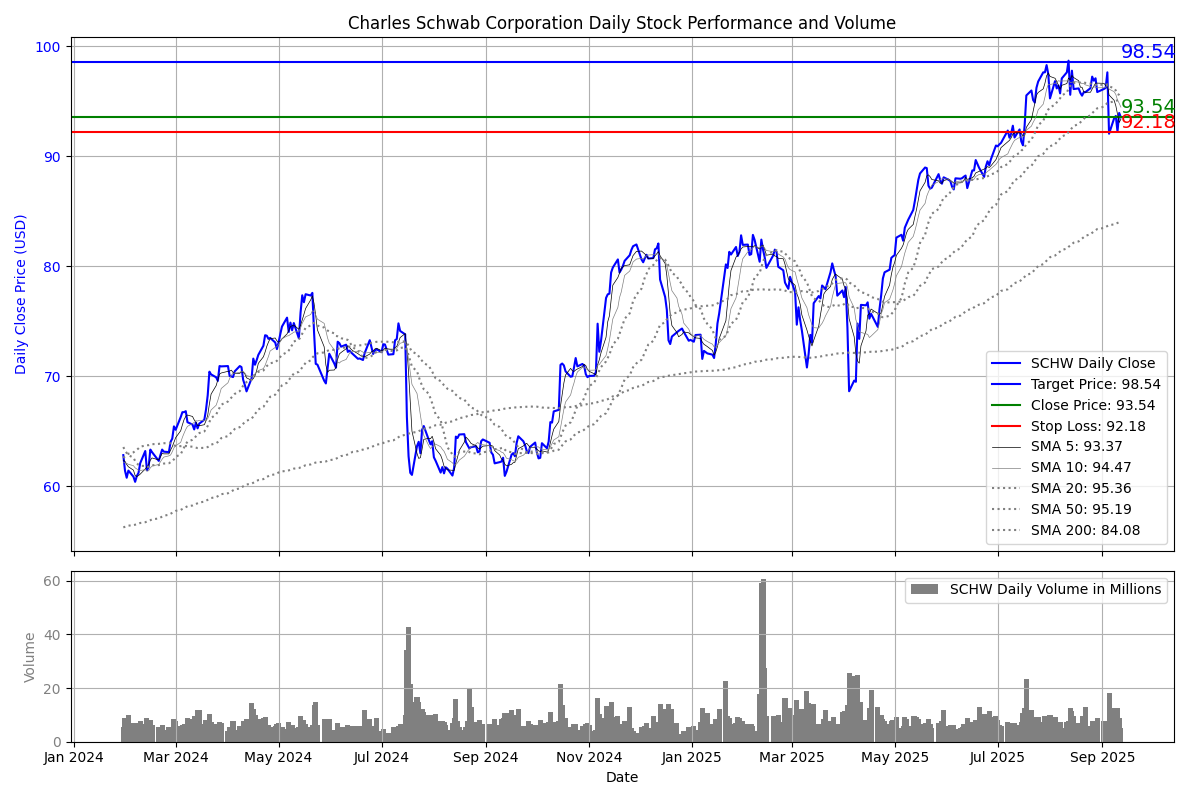 Charles Schwab Corporation Daily Stock Performance and Volume
100
90
80
70
60
Daily Close Price (USD)
98.54
93.54
92.18
SCHW Daily Close
Target Price: 98.54
Close Price: 93.54
Stop Loss: 92.18
SMA 5: 93.37
SMA 10: 94.47
SMA 20: 95.36
SMA 50: 95.19
SMA 200: 84.08
60
40
20
0
Volume
SCHW Daily Volume in Millions
Jan 2024 Mar 2024 May 2024 Jul 2024 Sep 2024 Nov 2024 Jan 2025 Mar 2025 May 2025 Jul 2025 Sep 2025
Date